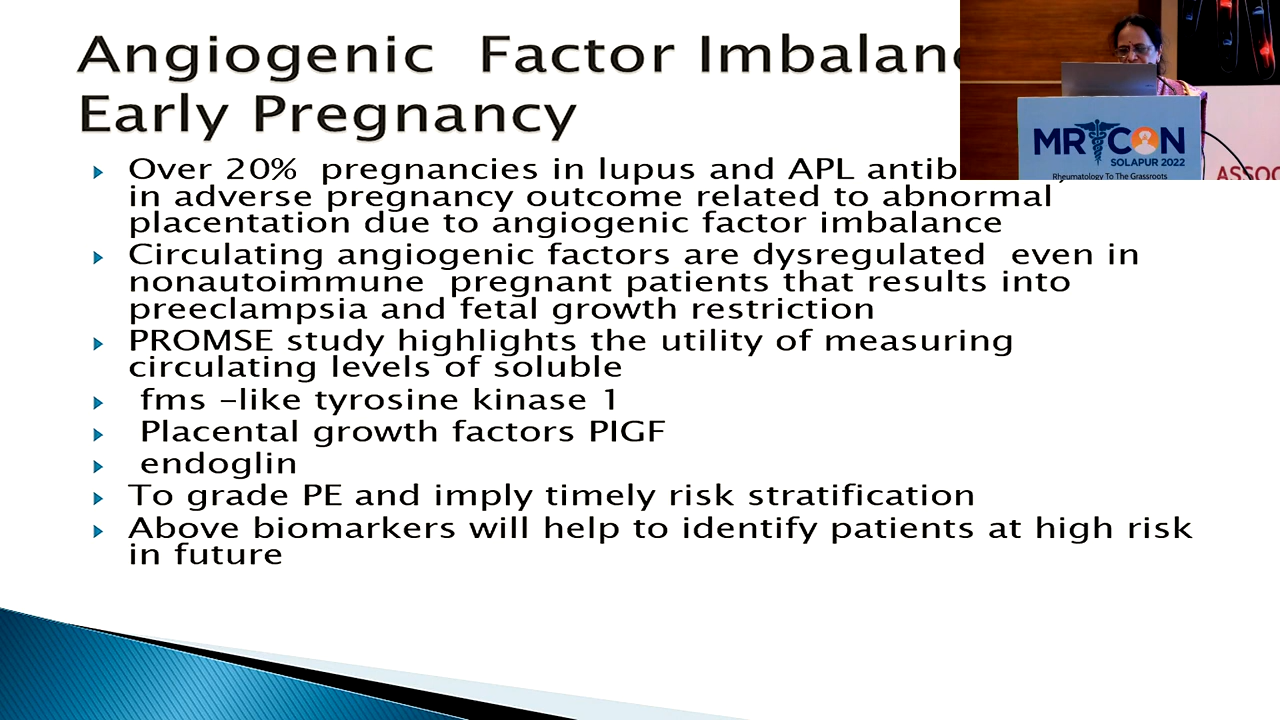 Angiogenic Factor
Early Pregnancy
Over 20% pregnancies in lupus and APL
in adverse pregnancy outcome related to abnormal
placentation due to angiogenic factor imbalance
Circulating angiogenic factors are dysregulated even in
nonautoimmune pregnant patients that results into
preeclampsia and fetal growth restriction
PROMSE study highlights the utility of measuring
circulating levels of soluble
fms -like tyrosine kinase 1
Placental growth factors PIGF
endoglin
To grade PE and imply timely risk stratification
Above biomarkers will help to identify patients at high risk
in future
MR CON
SOLAPUR 2022
Rheumatology To The Grassroots